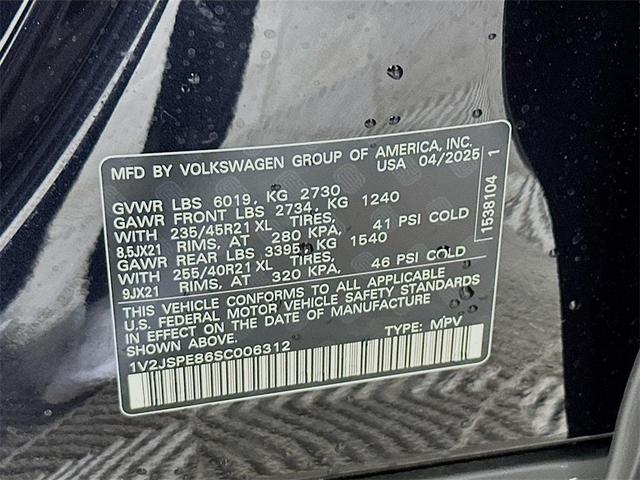 MFD BY VOLKSWAGEN GROUP OF AMERICA, INC.
USA 04/2025
GVWR LBS 6019, KG 2730
GAWR FRONT LBS 2734, KG 1240
WITH 235/45R21 XL TIRES,
8,5JX21 RIMS, AT 280 KPA, 41 PSI COLD
GAWR REAR LBS 3395, KG 1540
WITH 255/40R21 XL TIRES,
9JX21 RIMS, AT 320 KPA, 46 PSI COLD
THIS VEHICLE CONFORMS TO ALL APPLICABLE
U.S. FEDERAL MOTOR VEHICLE SAFETY STANDARDS
IN EFFECT ON THE DATE OF MANUFACTURE
SHOWN ABOVE.
TYPE: MPV
1V2JSPE86SC006312
1538104 1